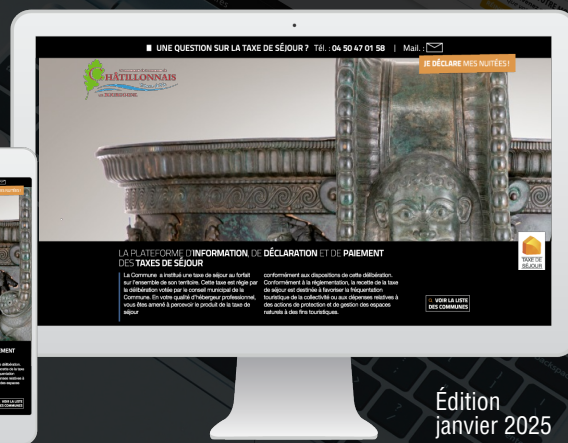 UNE QUESTION SUR LA TAXE DE SÉJOUR ? Tél. : 04 50 47 01 58 | Mail. :
JE DÉCLARE MES NUITÉES !
CHÂTILLONNAIS
EN BOURGOGNE
LA PLATEFORME D'INFORMATION, DE DÉCLARATION ET DE PAIEMENT
DES TAXES DE SÉJOUR
La Commune a institué une taxe de séjour au forfait
sur l'ensemble de son territoire. Cette taxe est régie par
la délibération votée par le conseil municipal de la
Commune. En votre qualité d'hébergeur professionnel,
vous êtes amené à percevoir le produit de la taxe de
séjour
conformément aux dispositions de cette délibération.
Conformément à la réglementation, la recette de la taxe
de séjour est destinée à favoriser la fréquentation
touristique de la collectivité ou aux dépenses relatives à
des actions de protection et de gestion des espaces
naturels à des fins touristiques.
VOIR LA LISTE
DES COMMUNES
TAXE DE
SÉJOUR
Édition
janvier 2025